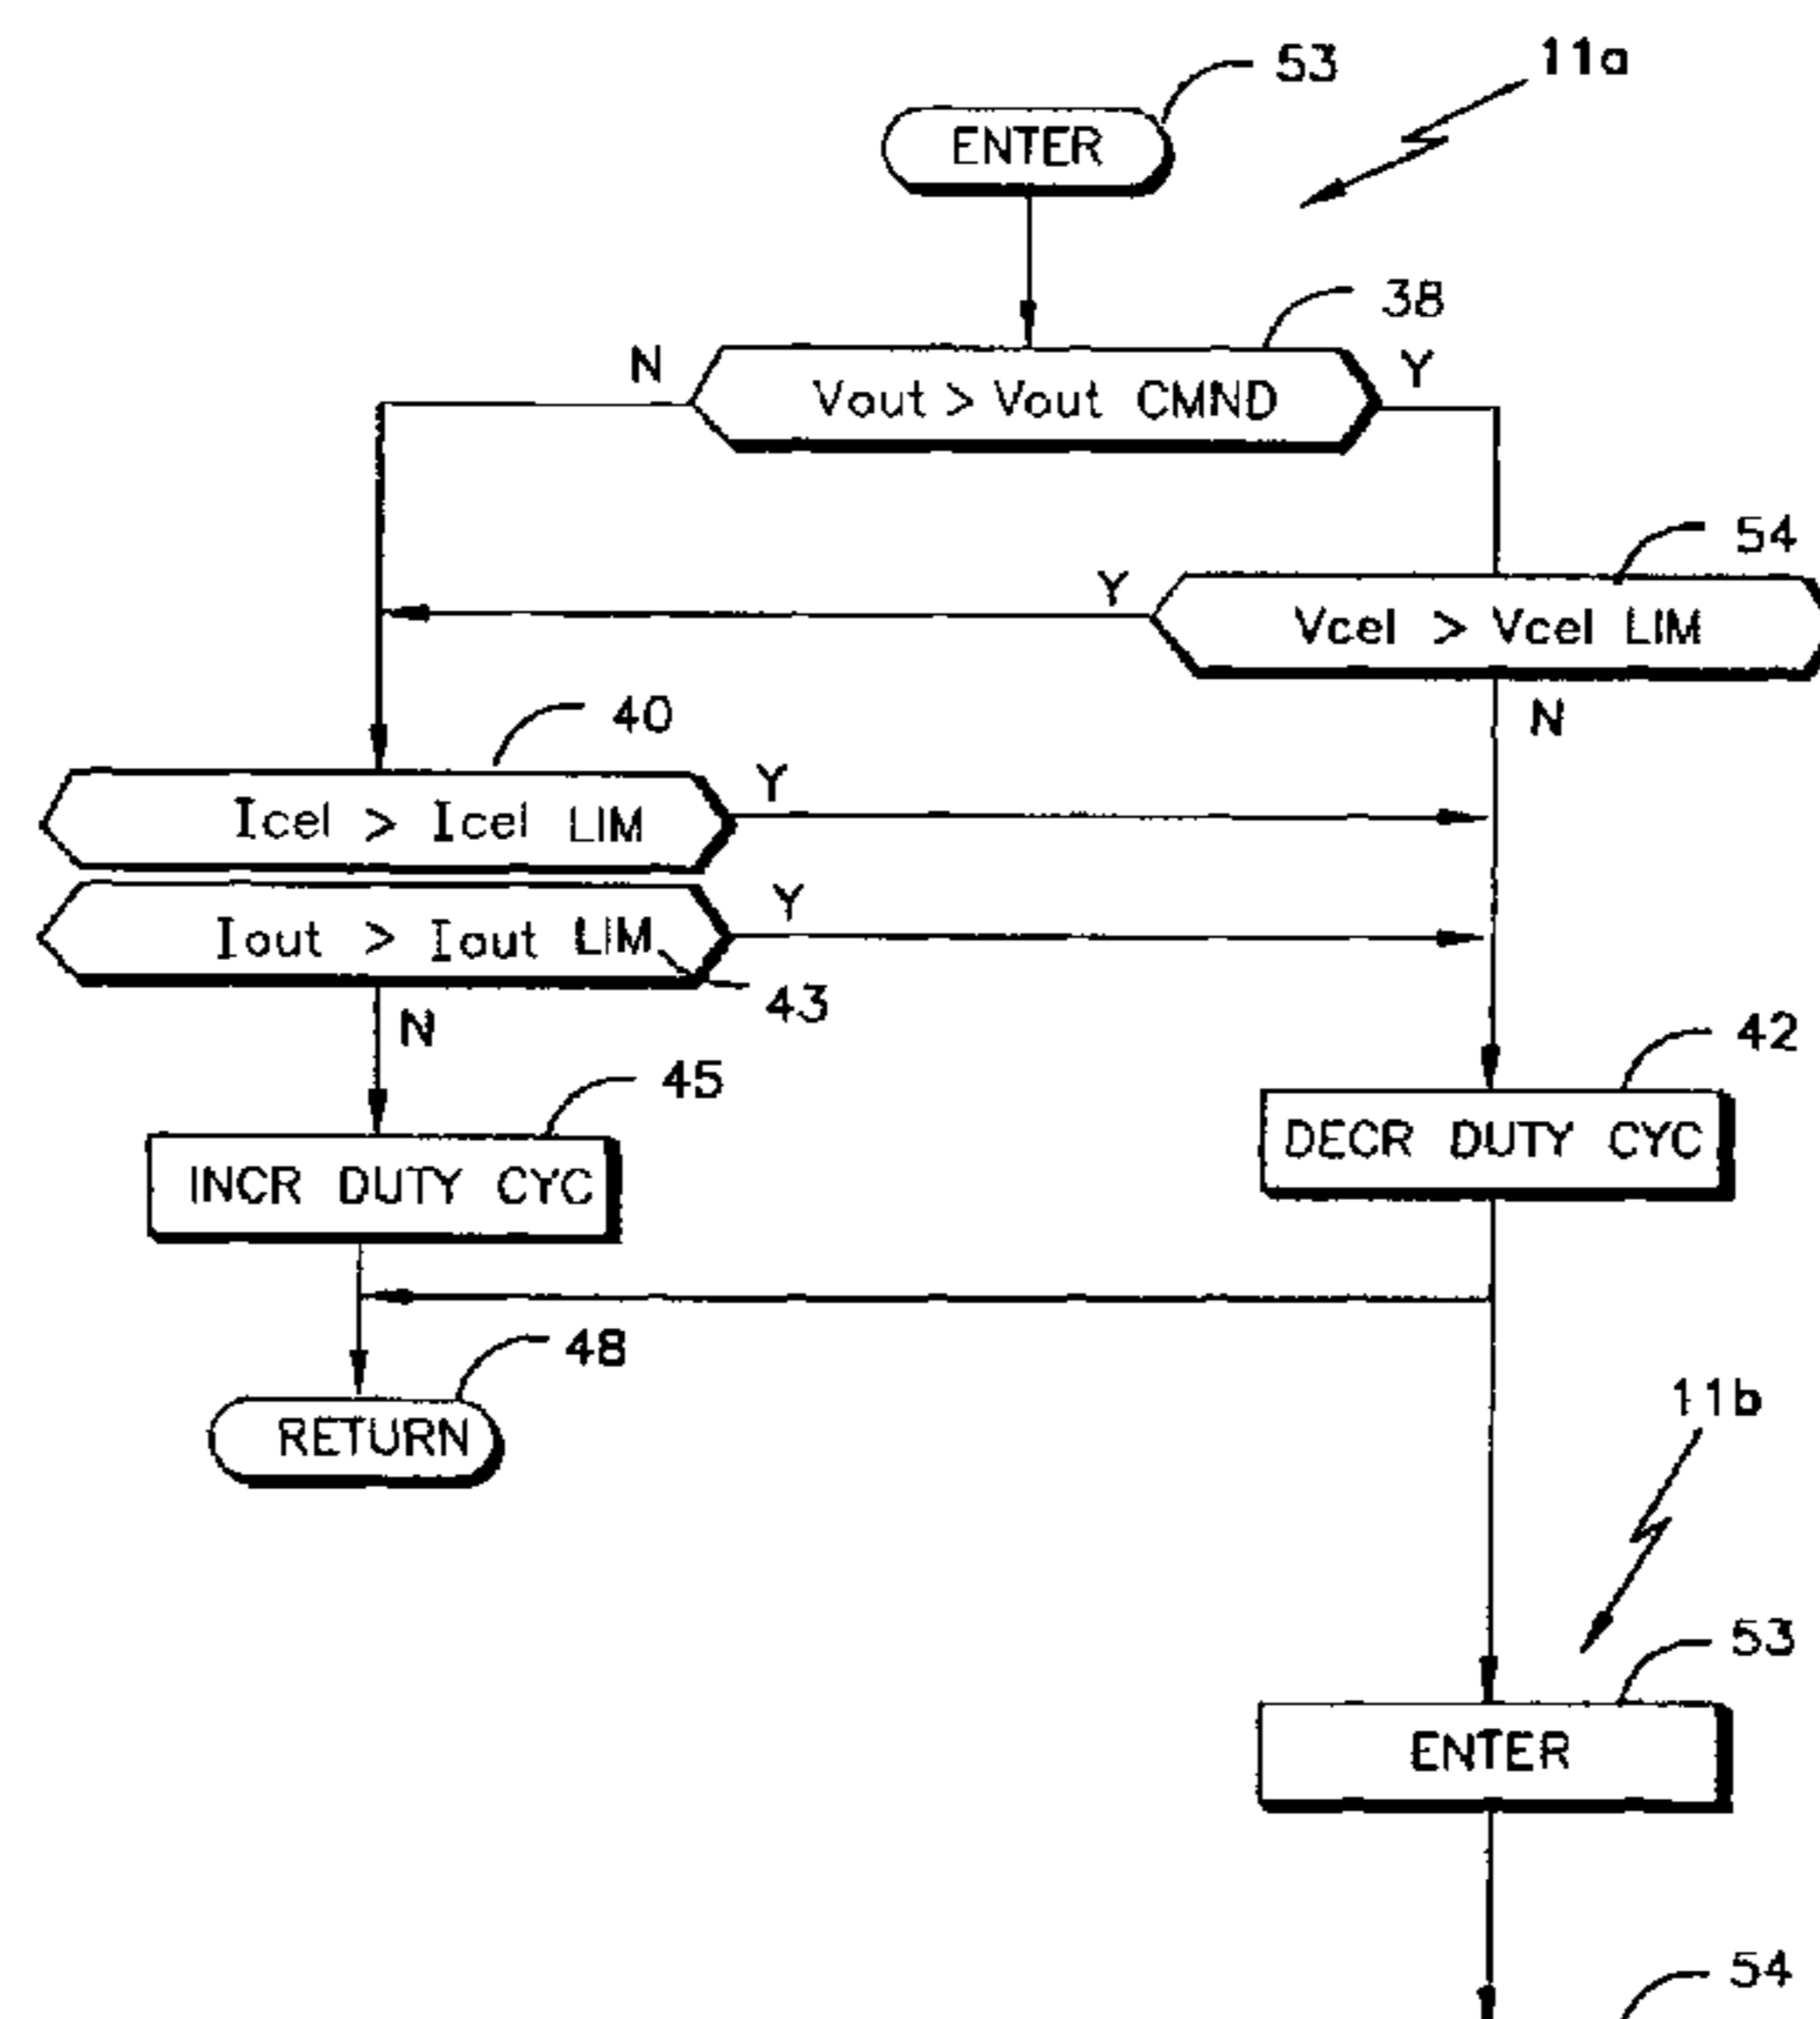 53
11a
ENTER
38
N
Y
Vout > Vout CMND
54
Y
Vcel > Vcel LIM
N
40
Y
Icel > Icel LIM
Y
Iout > Iout LIM
43
N
42
45
DECR DUTY CYC
INCR DUTY CYC
48
11b
RETURN
53
ENTER
54